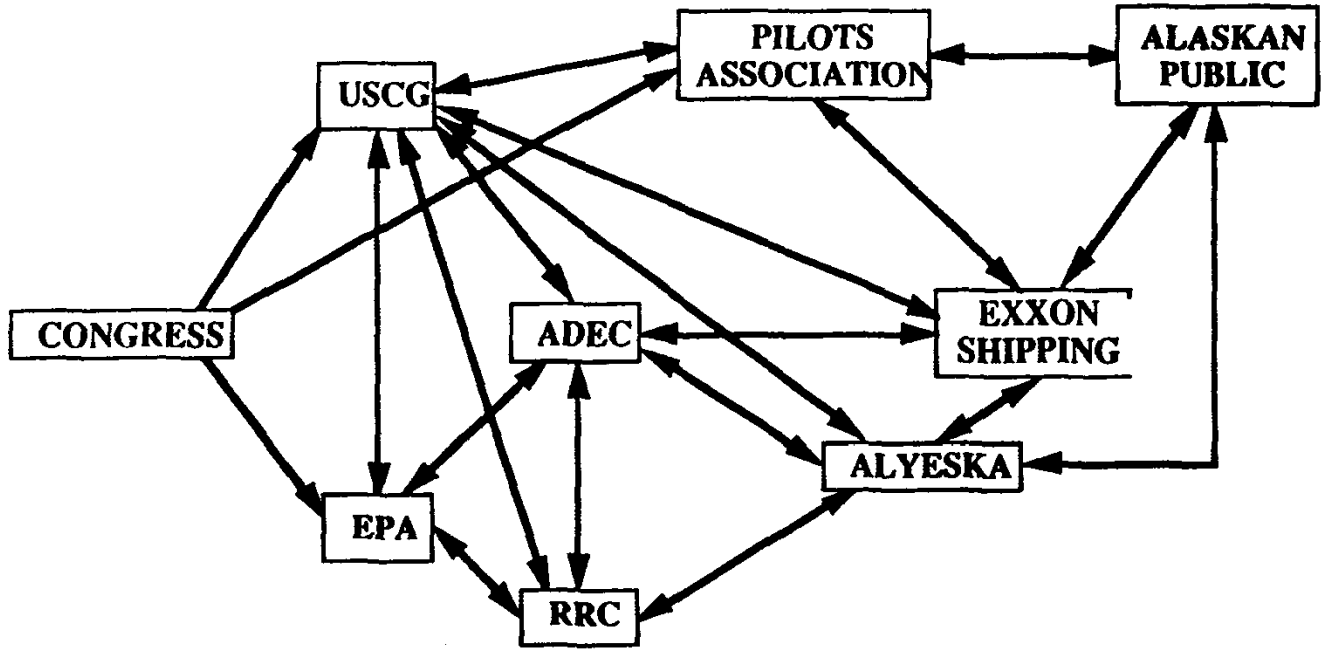 PILOTS
ASSOCIATION
ALASKAN
PUBLIC
USCG
CONGRESS
ADEC
EXXON
SHIPPING
ALYESKA
EPA
RRC